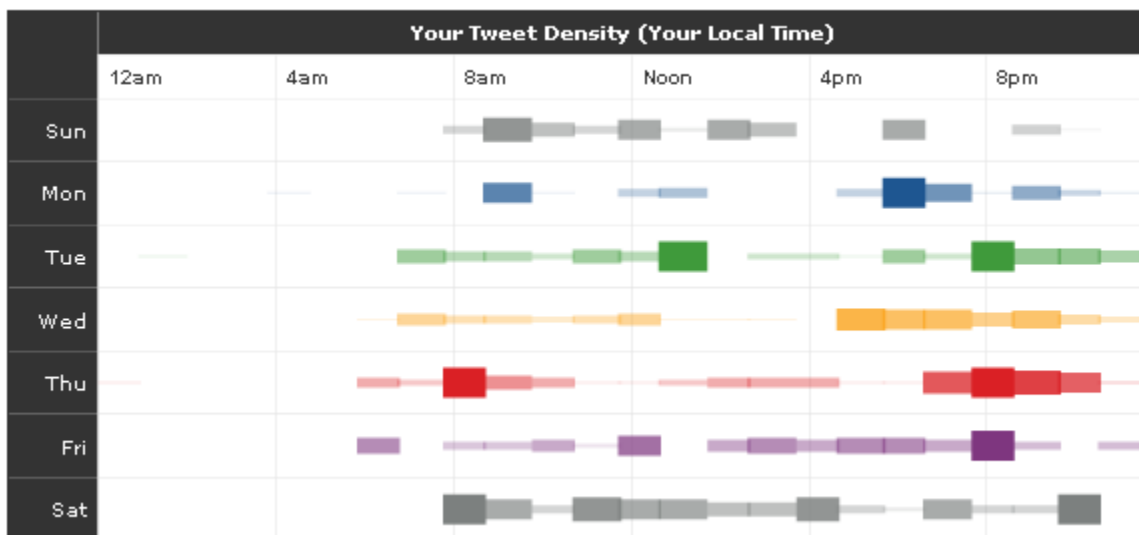 Your Tweet Density (Your Local Time)
12am 4am 8am Noon 4pm 8pm
Sun
Mon
Tue
Wed
Thu
Fri
Sat